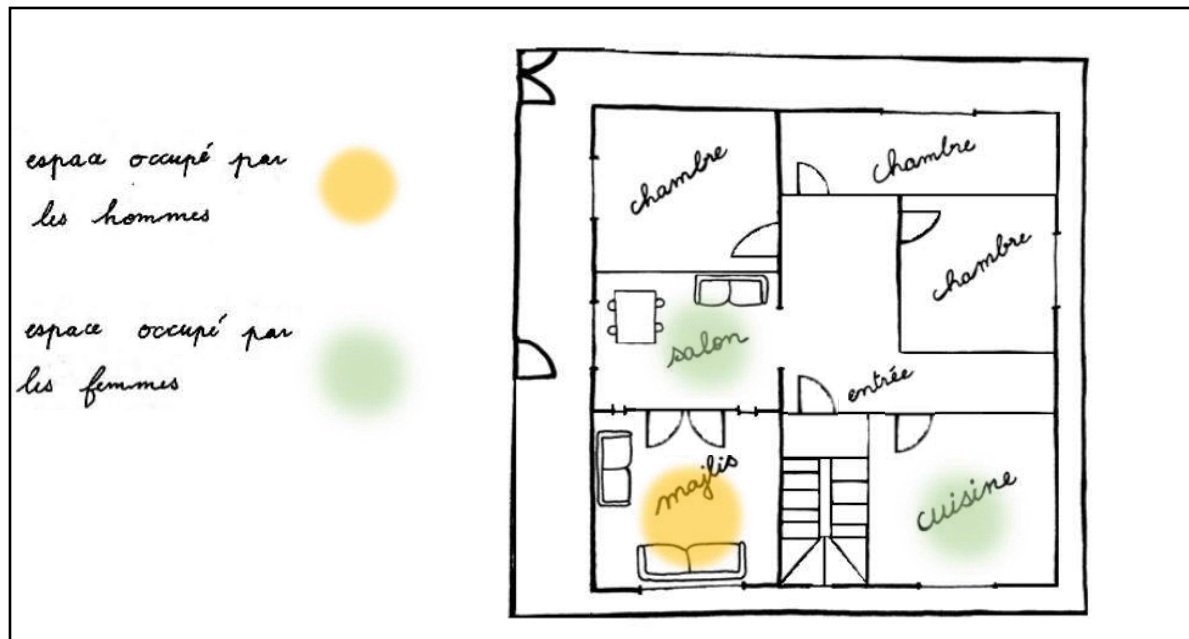 espace occupé par
les hommes
espace occupé par
les femmes
chambre
chambre
chambre
salon
entrée
majlis
cuisine